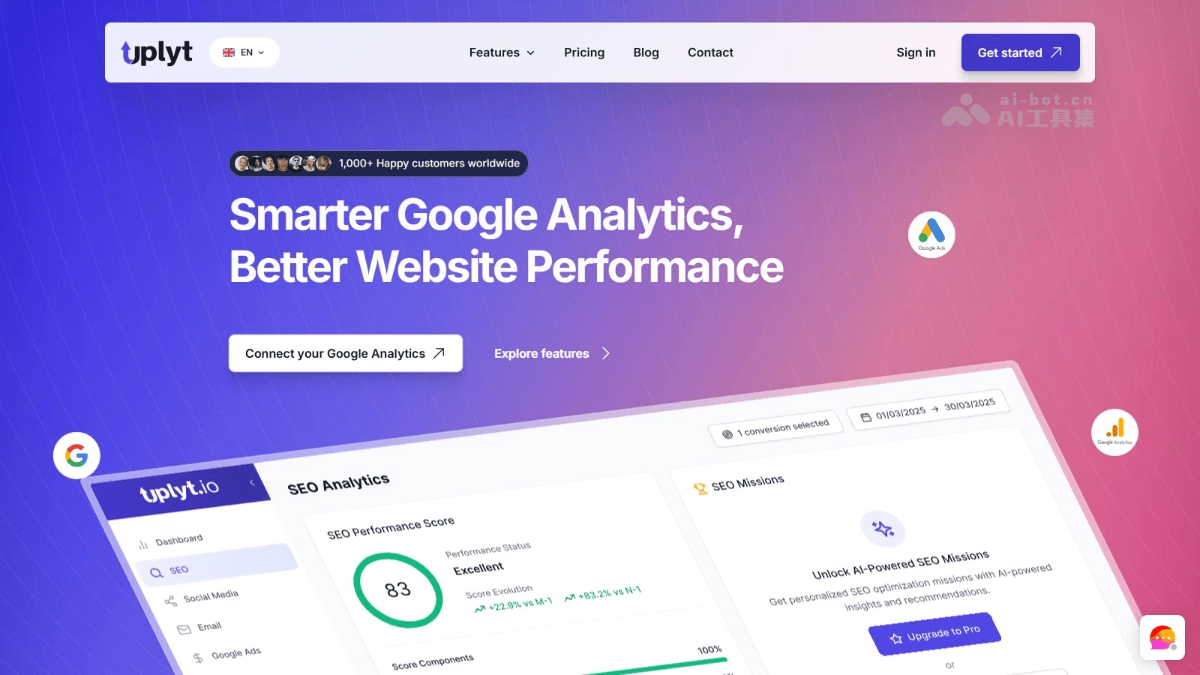 uplyt
EN
Features
Pricing
Blog
Contact
Sign in
Get started
ai-bot.cn
AI工具集
1,000+ Happy customers worldwide
Smarter Google Analytics,
Better Website Performance
Google Ads
Connect your Google Analytics
Explore features
1 conversion selected
01/03/2025 → 30/03/2025
Google Analytics
G
uplyt.io
SEO Analytics
SEO Missions
Dashboard
SEO
Social Media
Email
Google Ads
SEO Performance Score
83
Performance Status
Excellent
Score Evolution
+22.9% vs M-1
+83.2% vs N-1
Score Components
100%
Unlock AI-Powered SEO Missions
Get personalized SEO optimization missions with AI-powered
insights and recommendations.
Upgrade to Pro
or